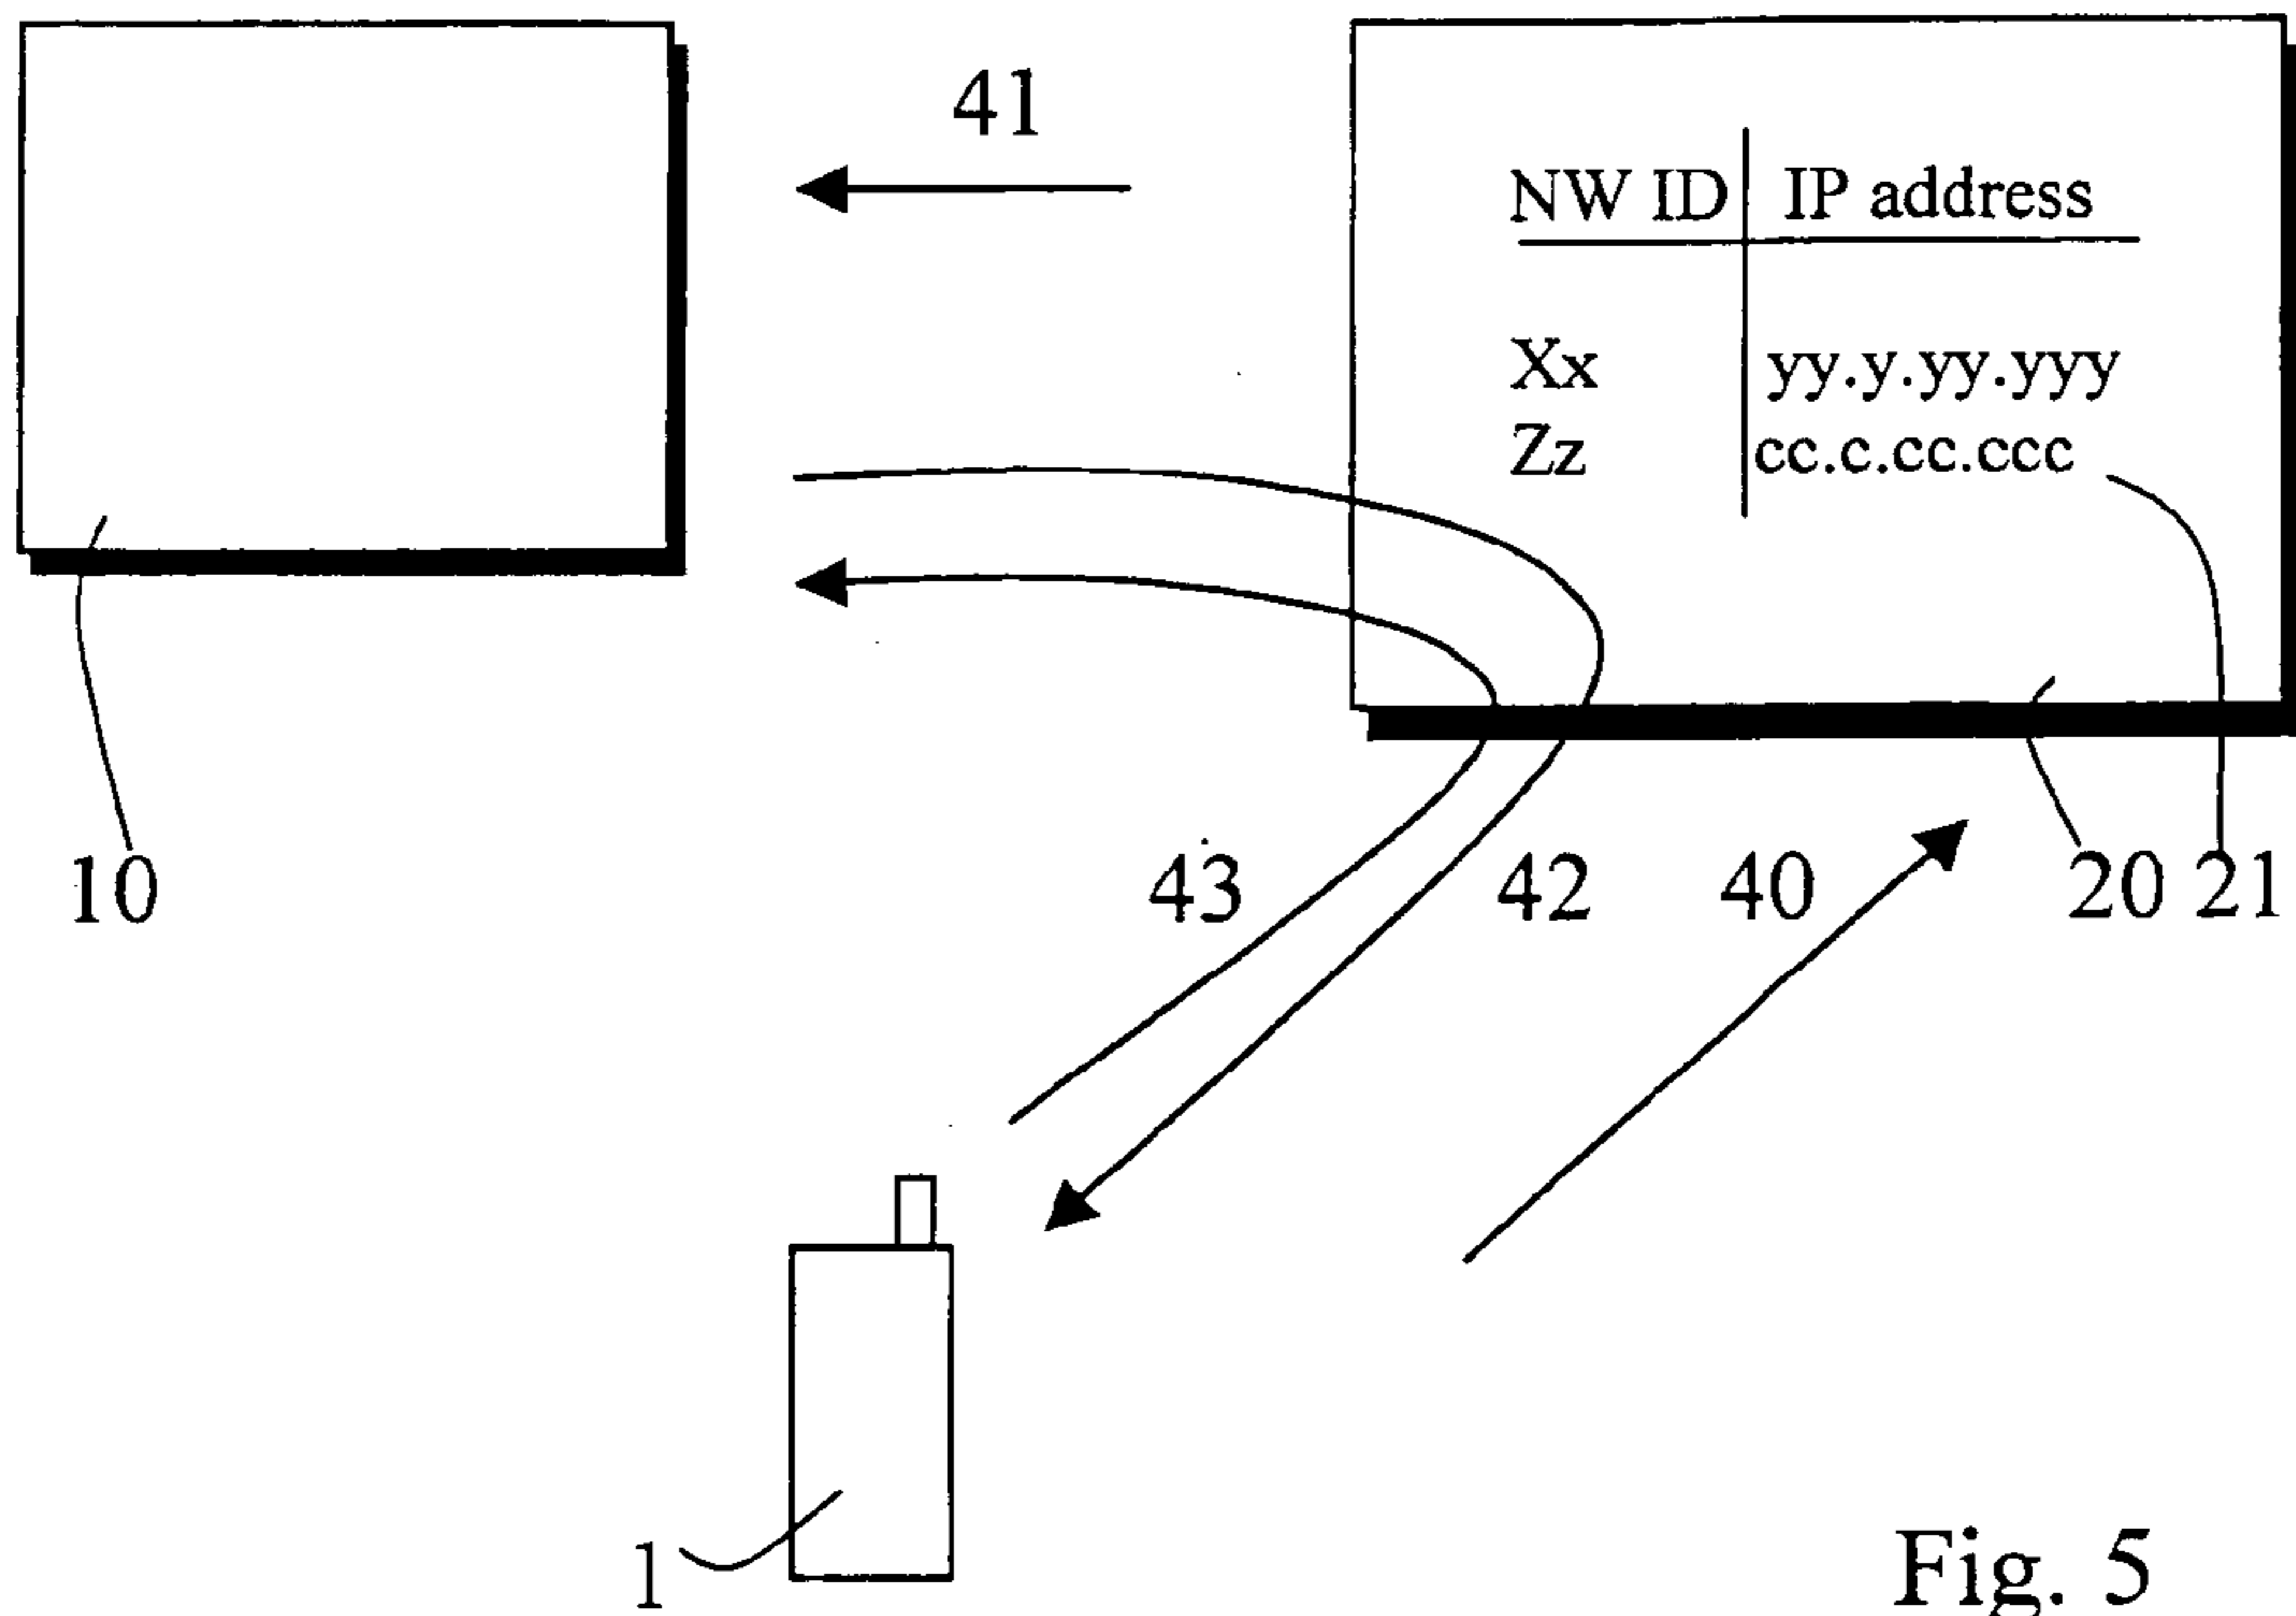 41
NW ID IP address
Xx yy.y.yy.yyy
Zz cc.c.cc.ccc
10 43 42 40 20 21
1
Fig. 5